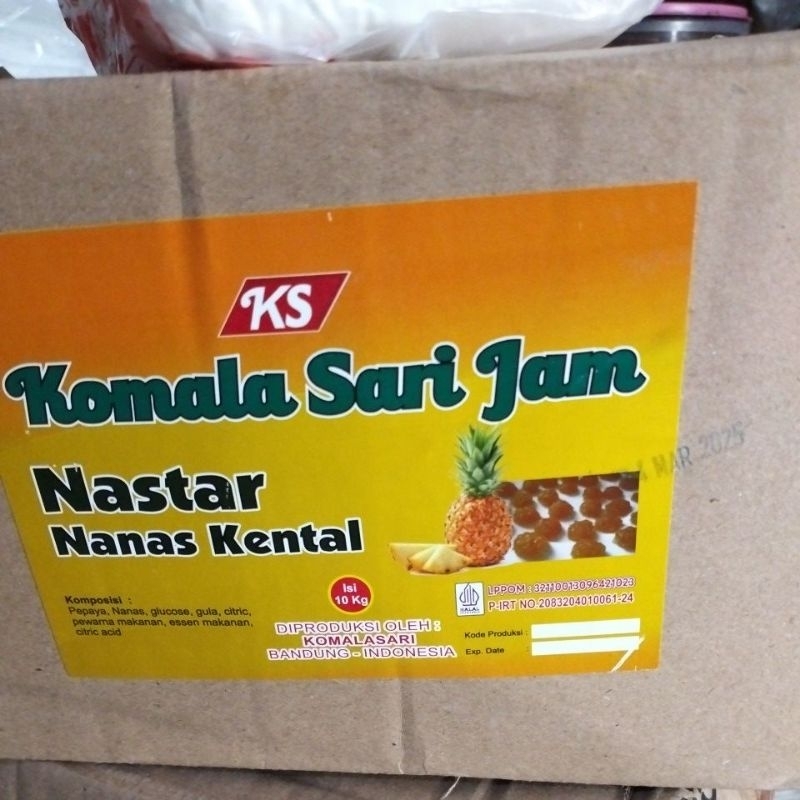 KS
Komala Sari Jam
Nastar
Nanas Kental
MAR 2025
Komposisi :
Pepaya, Nanas, glucose, gula, citric,
pewarna makanan, essen makanan,
citric acid
Isi
10 Kg
DIPRODUKSI OLEH :
KOMALASARI
BANDUNG - INDONESIA
HALAL
LPPOM : 32110013096421023
P-IRT NO.2083204010061-24
Kode Produksi :
Exp. Date :